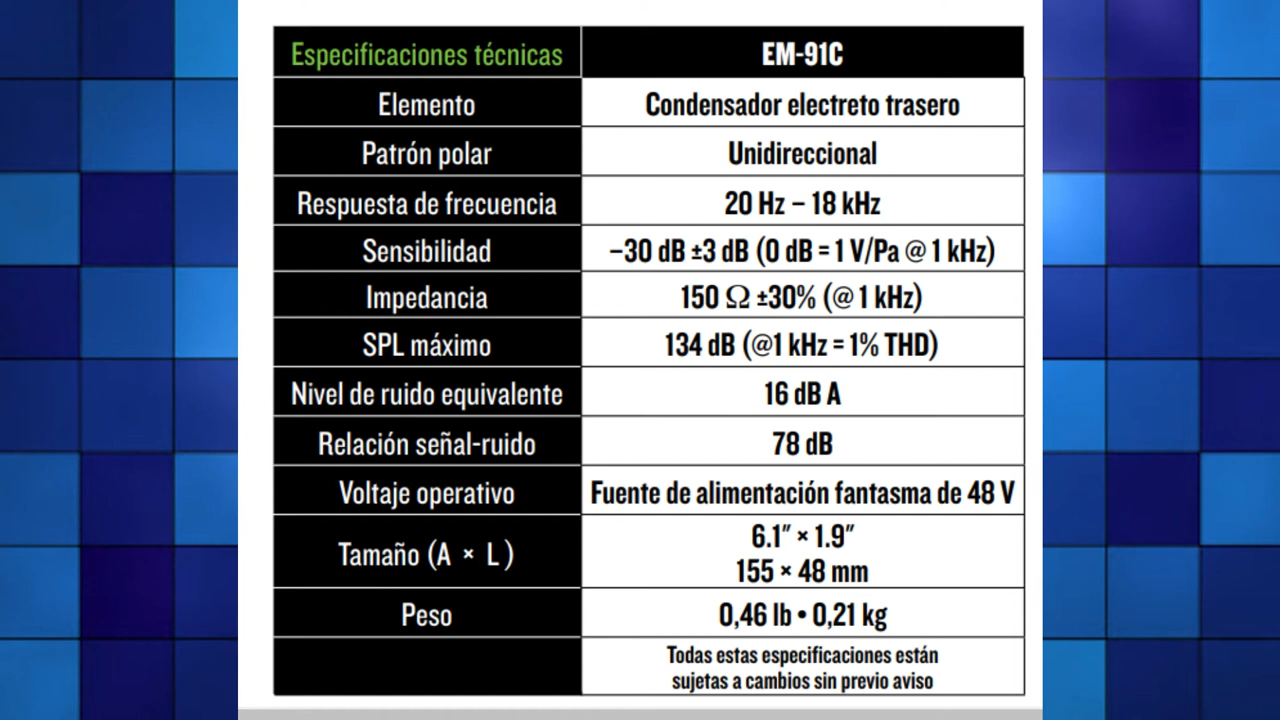 Especificaciones técnicas EM-91C
Elemento Condensador electreto trasero
Patrón polar Unidireccional
Respuesta de frecuencia 20 Hz – 18 kHz
Sensibilidad –30 dB ±3 dB (0 dB = 1 V/Pa @ 1 kHz)
Impedancia 150 Ω ±30% (@ 1 kHz)
SPL máximo 134 dB (@1 kHz = 1% THD)
Nivel de ruido equivalente 16 dB A
Relación señal-ruido 78 dB
Voltaje operativo Fuente de alimentación fantasma de 48 V
Tamaño (A × L) 6.1″ × 1.9″
155 × 48 mm
Peso 0,46 lb • 0,21 kg
Todas estas especificaciones están
sujetas a cambios sin previo aviso